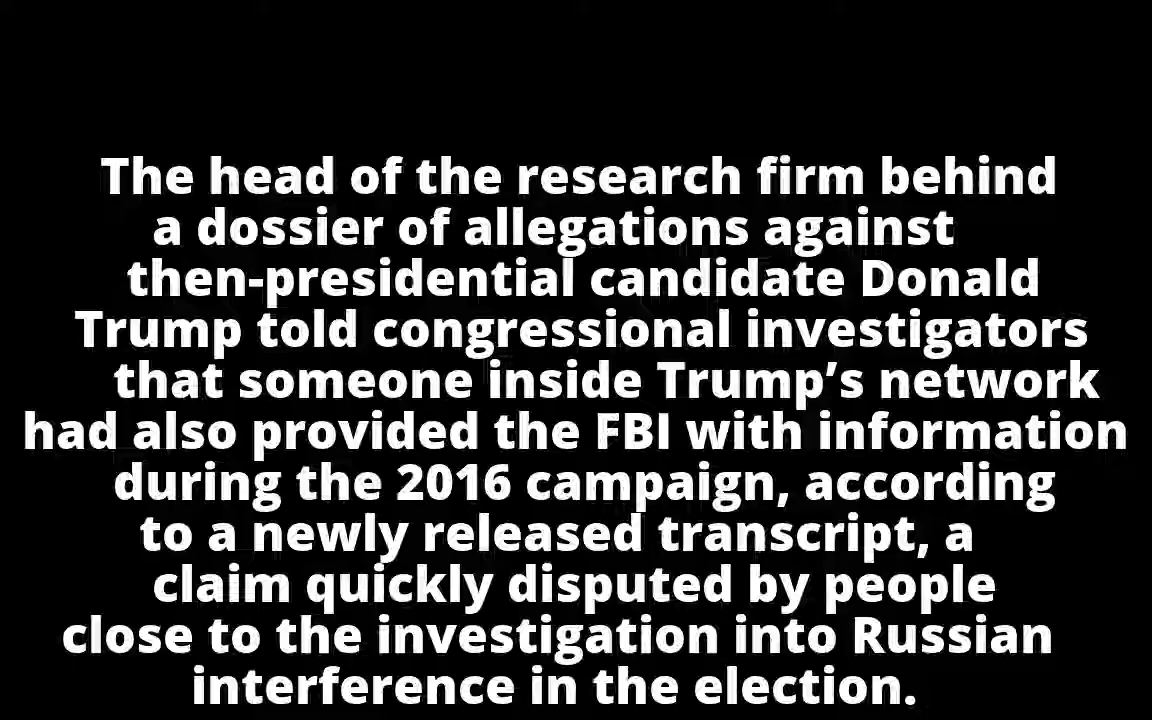 The head of the research firm behind
a dossier of allegations against
then-presidential candidate Donald
Trump told congressional investigators
that someone inside Trump’s network
had also provided the FBI with information
during the 2016 campaign, according
to a newly released transcript, a
claim quickly disputed by people
close to the investigation into Russian
interference in the election.